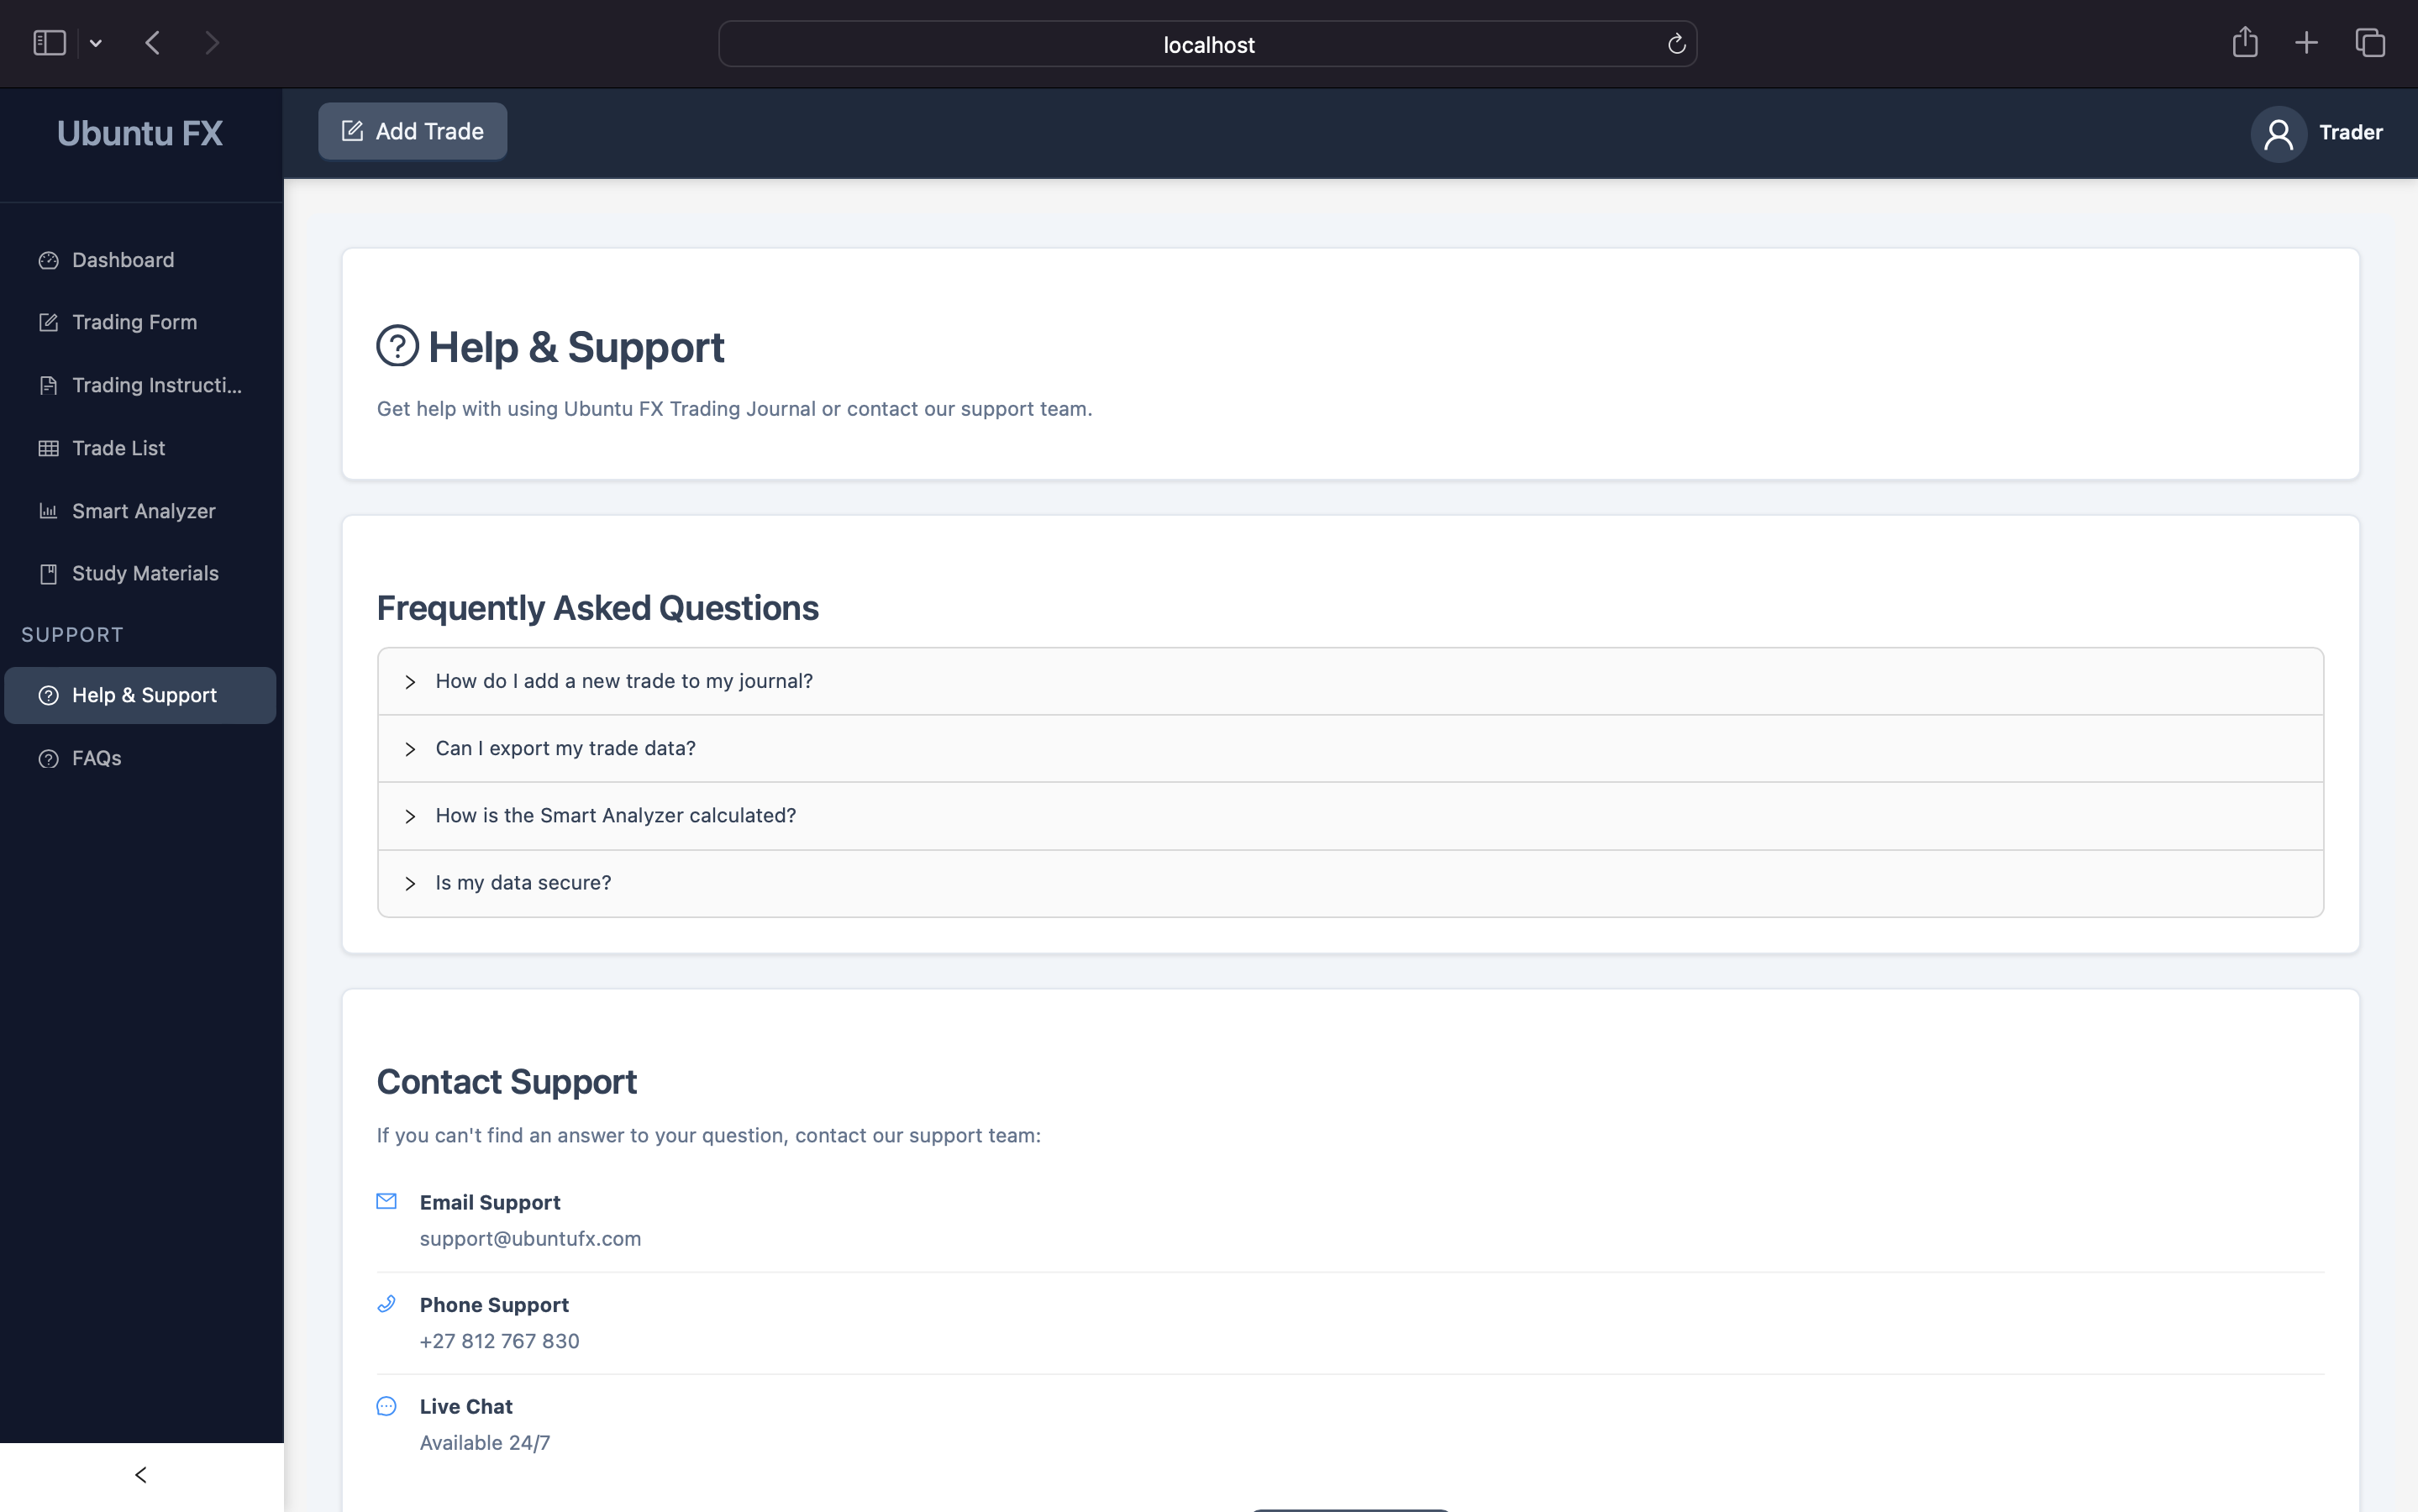 localhost
Ubuntu FX
Add Trade
Trader
Dashboard
Trading Form
Trading Instructi...
Trade List
Smart Analyzer
Study Materials
SUPPORT
Help & Support
FAQs
Help & Support
Get help with using Ubuntu FX Trading Journal or contact our support team.
Frequently Asked Questions
How do I add a new trade to my journal?
Can I export my trade data?
How is the Smart Analyzer calculated?
Is my data secure?
Contact Support
If you can't find an answer to your question, contact our support team:
Email Support
support@ubuntufx.com
Phone Support
+27 812 767 830
Live Chat
Available 24/7